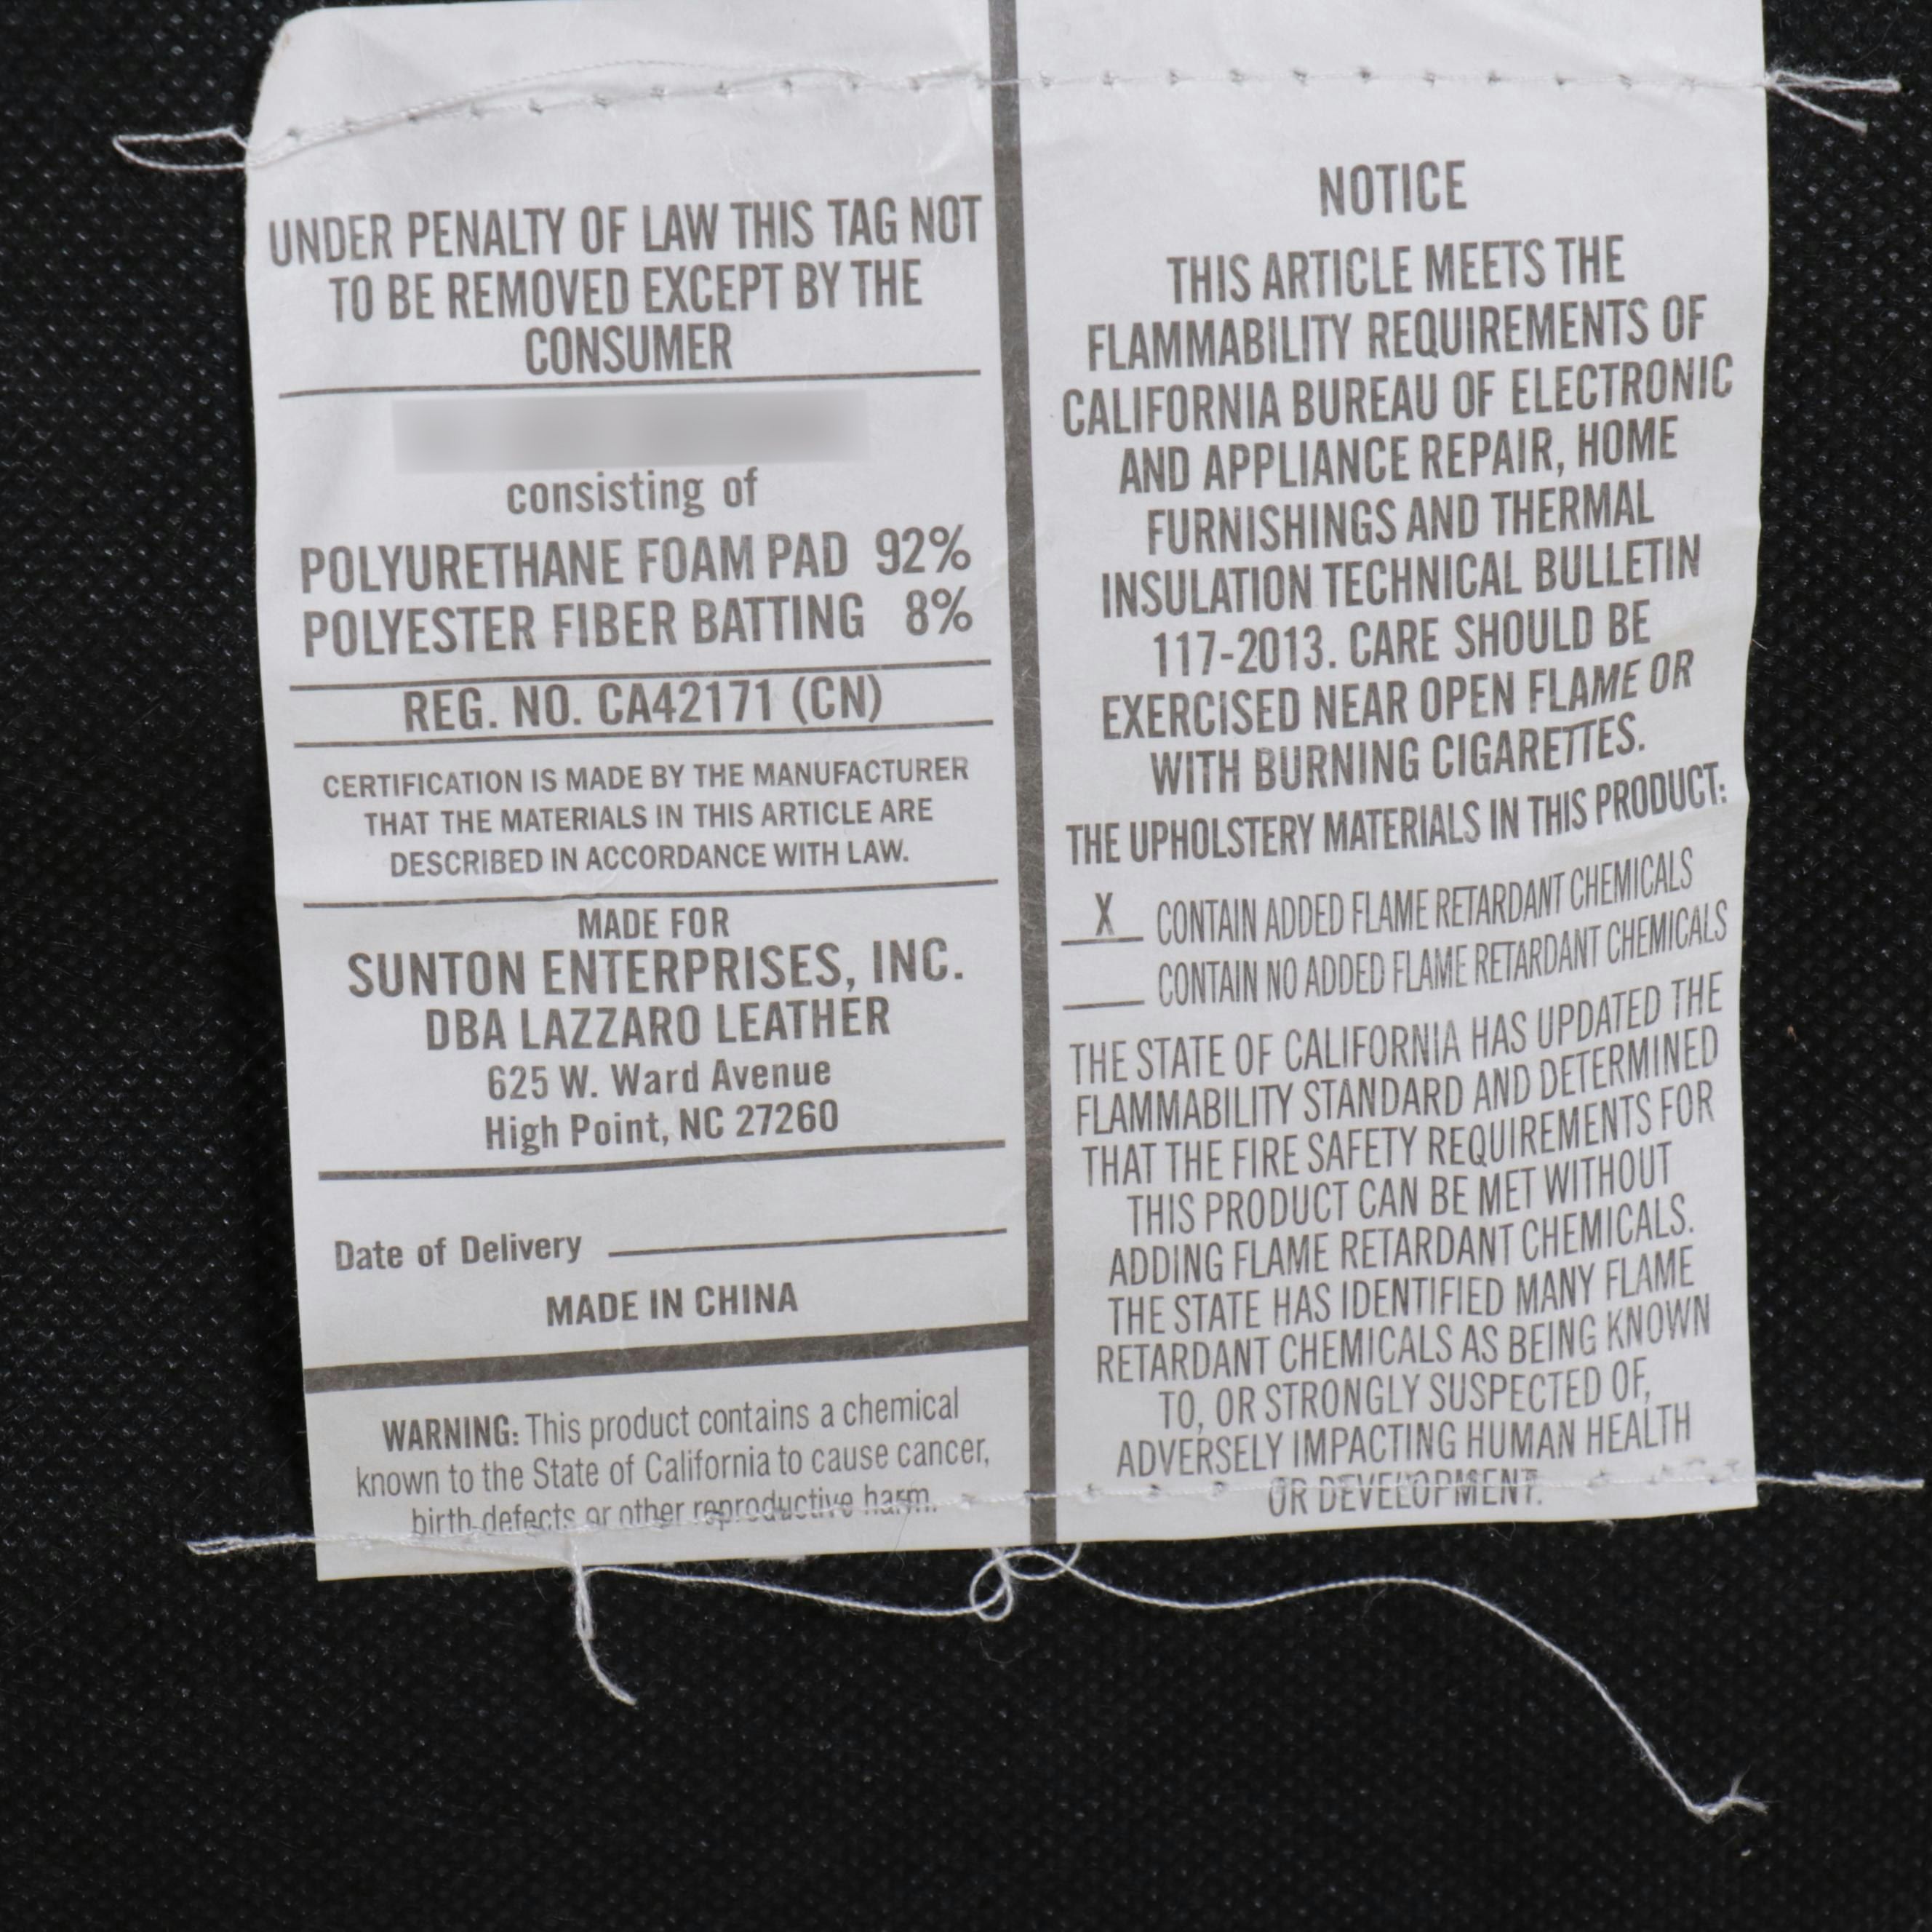 UNDER PENALTY OF LAW THIS TAG NOT
TO BE REMOVED EXCEPT BY THE
CONSUMER
consisting of
POLYURETHANE FOAM PAD 92%
POLYESTER FIBER BATTING 8%
REG. NO. CA42171 (CN)
CERTIFICATION IS MADE BY THE MANUFACTURER
THAT THE MATERIALS IN THIS ARTICLE ARE
DESCRIBED IN ACCORDANCE WITH LAW.
MADE FOR
SUNTON ENTERPRISES, INC.
DBA LAZZARO LEATHER
625 W. Ward Avenue
High Point, NC 27260
Date of Delivery
MADE IN CHINA
WARNING: This product contains a chemical
known to the State of California to cause cancer,
birth defects or other reproductive harm.
NOTICE
THIS ARTICLE MEETS THE
FLAMMABILITY REQUIREMENTS OF
CALIFORNIA BUREAU OF ELECTRONIC
AND APPLIANCE REPAIR, HOME
FURNISHINGS AND THERMAL
INSULATION TECHNICAL BULLETIN
117-2013. CARE SHOULD BE
EXERCISED NEAR OPEN FLAME OR
WITH BURNING CIGARETTES.
THE UPHOLSTERY MATERIALS IN THIS PRODUCT:
X CONTAIN ADDED FLAME RETARDANT CHEMICALS
CONTAIN NO ADDED FLAME RETARDANT CHEMICALS
THE STATE OF CALIFORNIA HAS UPDATED THE
FLAMMABILITY STANDARD AND DETERMINED
THAT THE FIRE SAFETY REQUIREMENTS FOR
THIS PRODUCT CAN BE MET WITHOUT
ADDING FLAME RETARDANT CHEMICALS.
THE STATE HAS IDENTIFIED MANY FLAME
RETARDANT CHEMICALS AS BEING KNOWN
TO, OR STRONGLY SUSPECTED OF,
ADVERSELY IMPACTING HUMAN HEALTH
OR DEVELOPMENT.